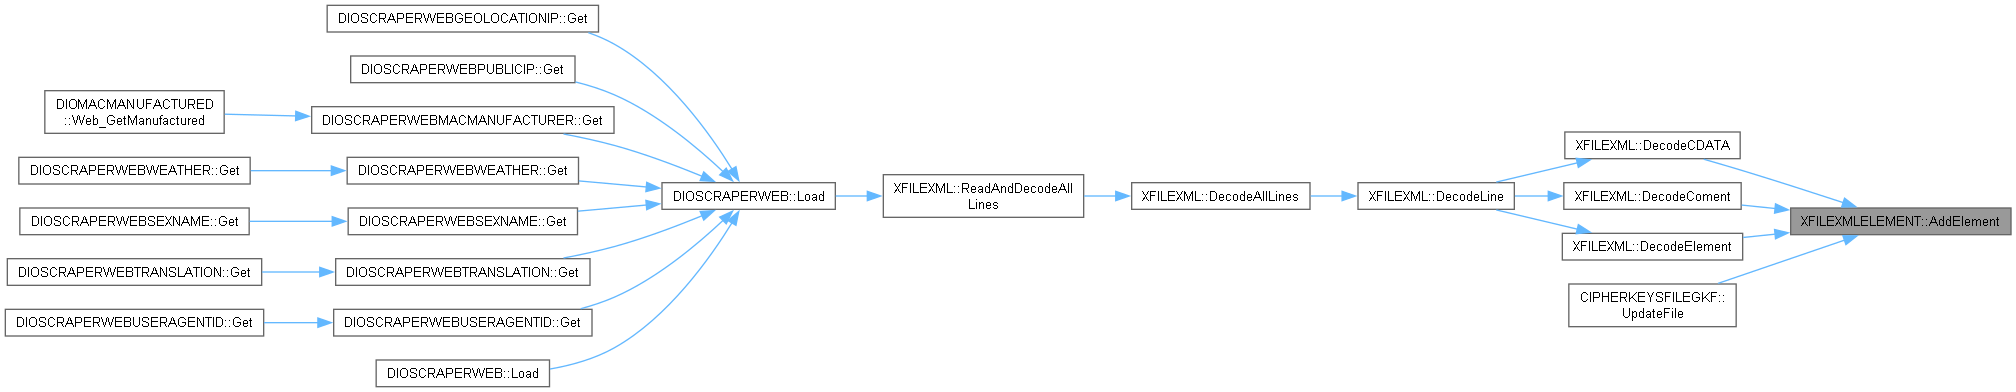 DIOSCRAPERWEBGEOLOCATIONIP::Get
DIOSCRAPERWEBPUBLICIP::Get
DIOMACMANUFACTURED
::Web_GetManufactured
DIOSCRAPERWEBMACMANUFACTURER::Get
DIOSCRAPERWEBWEATHER::Get
DIOSCRAPERWEBWEATHER::Get
DIOSCRAPERWEBSEXNAME::Get
DIOSCRAPERWEBSEXNAME::Get
DIOSCRAPERWEBTRANSLATION::Get
DIOSCRAPERWEBTRANSLATION::Get
DIOSCRAPERWEBUSERAGENTID::Get
DIOSCRAPERWEBUSERAGENTID::Get
DIOSCRAPERWEB::Load
DIOSCRAPERWEB::Load
XFILEXML::ReadAndDecodeAll
Lines
XFILEXML::DecodeAllLines
XFILEXML::DecodeLine
XFILEXML::DecodeCDATA
XFILEXML::DecodeComent
XFILEXML::DecodeElement
CIPHERKEYSFILEGKF::
UpdateFile
XFILEXMLELEMENT::AddElement